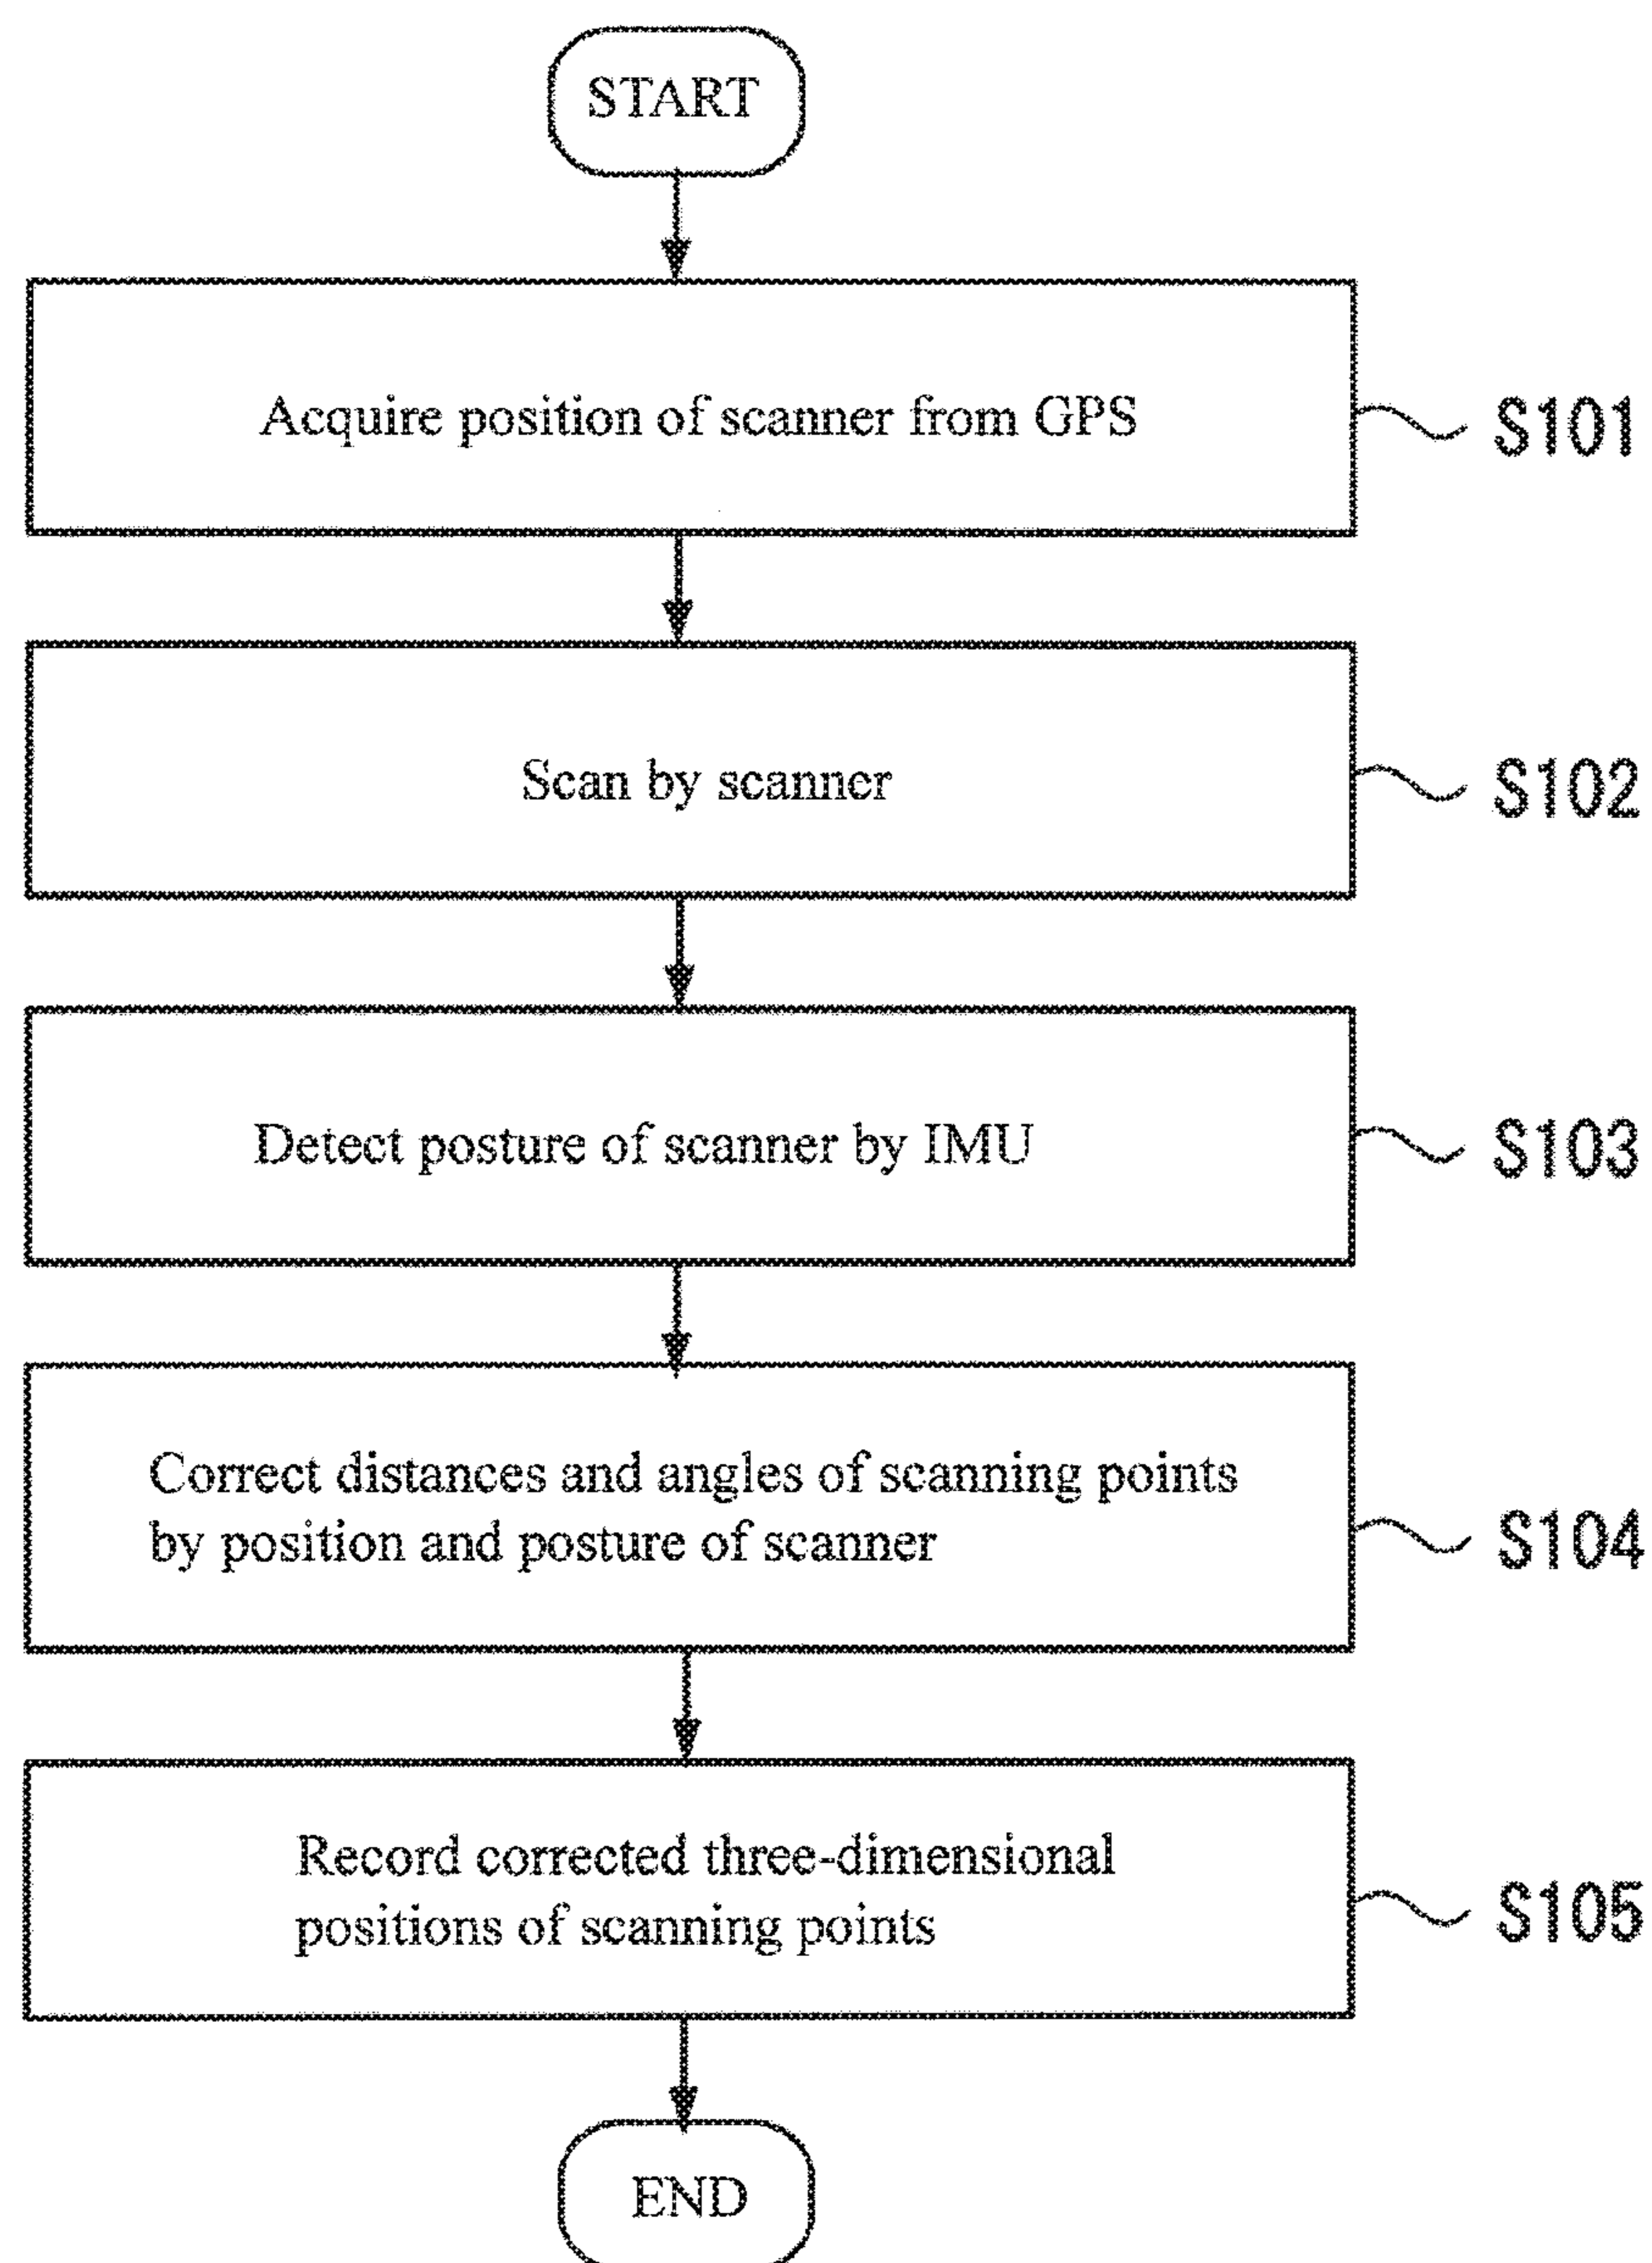 START
Acquire position of scanner from GPS
S101
Scan by scanner
S102
Detect posture of scanner by IMU
S103
Correct distances and angles of scanning points
by position and posture of scanner
S104
Record corrected three-dimensional
positions of scanning points
S105
END